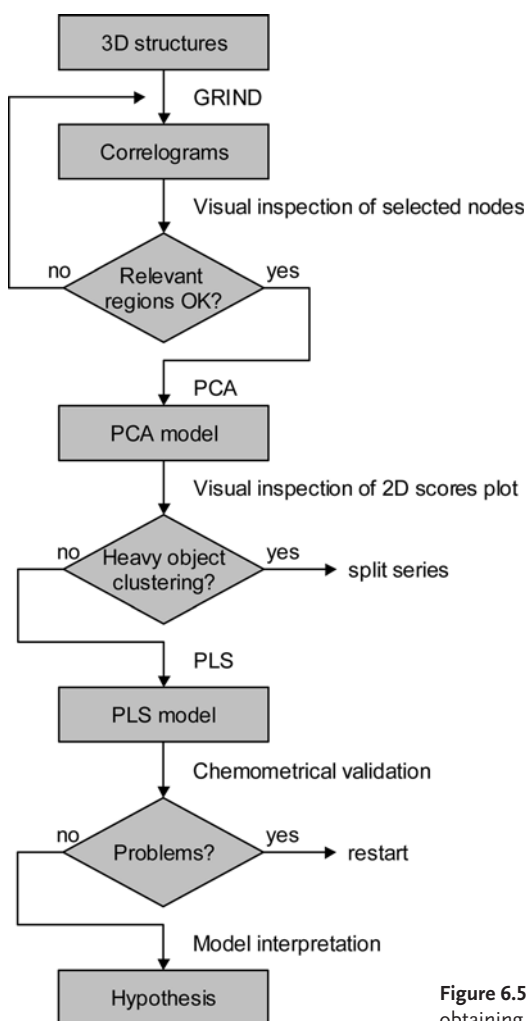 3D structures
GRIND
Correlograms
Visual inspection of selected nodes
no
Relevant
regions OK?
yes
PCA
PCA model
Visual inspection of 2D scores plot
no
Heavy object
clustering?
yes
split series
PLS
PLS model
Chemometrical validation
no
Problems?
yes
restart
Model interpretation
Hypothesis
Figure 6.5
obtaining